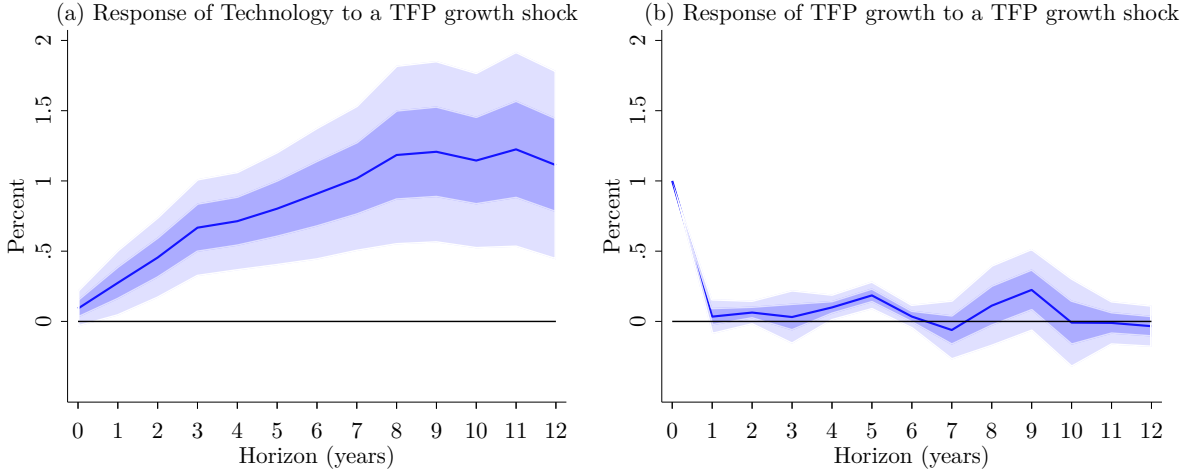 (a) Response of Technology to a TFP growth shock
Percent
2
1.5
1
.5
0
0 1 2 3 4 5 6 7 8 9 10 11 12
Horizon (years)
(b) Response of TFP growth to a TFP growth shock
Percent
2
1.5
1
.5
0
0 1 2 3 4 5 6 7 8 9 10 11 12
Horizon (years)